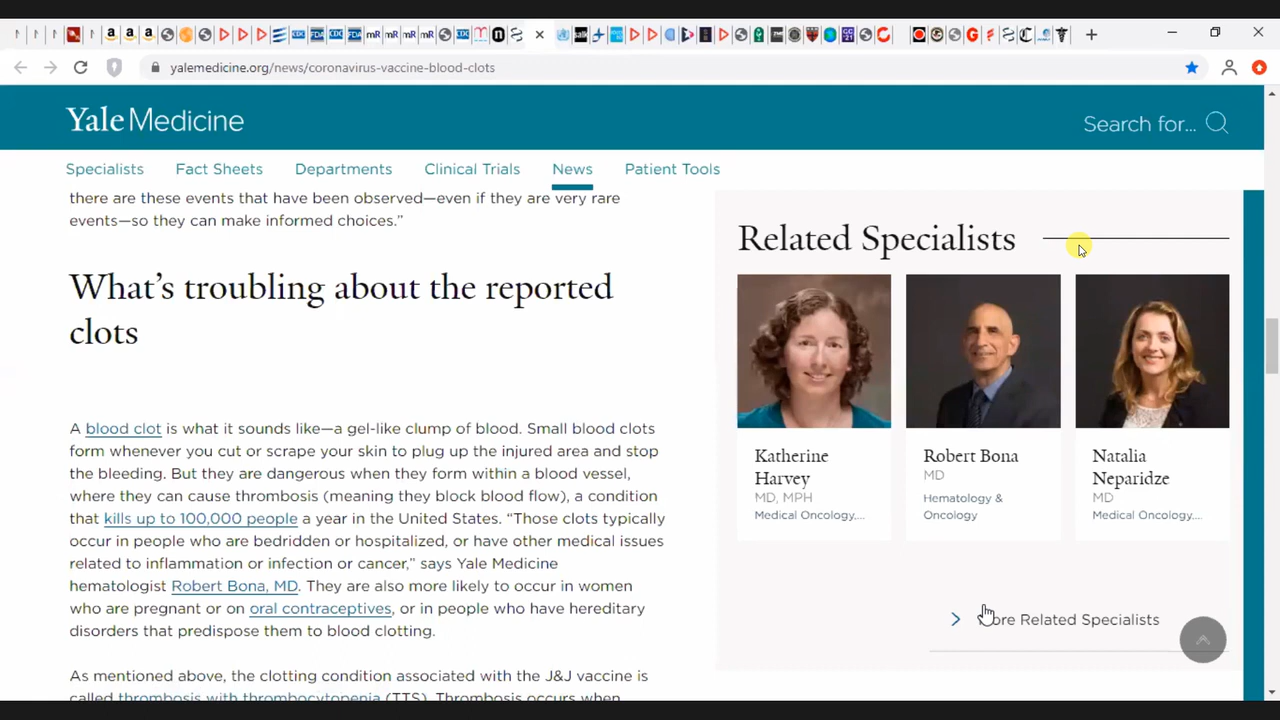 yalemedicine.org/news/coronavirus-vaccine-blood-clots
Yale Medicine
Search for...
Specialists
Fact Sheets
Departments
Clinical Trials
News
Patient Tools
there are these events that have been observed—even if they are very rare
events—so they can make informed choices.”
What’s troubling about the reported
clots
A blood clot is what it sounds like—a gel-like clump of blood. Small blood clots
form whenever you cut or scrape your skin to plug up the injured area and stop
the bleeding. But they are dangerous when they form within a blood vessel,
where they can cause thrombosis (meaning they block blood flow), a condition
that kills up to 100,000 people a year in the United States. “Those clots typically
occur in people who are bedridden or hospitalized, or have other medical issues
related to inflammation or infection or cancer,” says Yale Medicine
hematologist Robert Bona, MD. They are also more likely to occur in women
who are pregnant or on oral contraceptives, or in people who have hereditary
disorders that predispose them to blood clotting.
As mentioned above, the clotting condition associated with the J&J vaccine is
called thrombosis with thrombocytopenia (TTS). Thrombosis occurs when
Related Specialists
Katherine
Harvey
MD, MPH
Medical Oncology,...
Robert Bona
MD
Hematology &
Oncology
Natalia
Neparidze
MD
Medical Oncology,...
Related Specialists